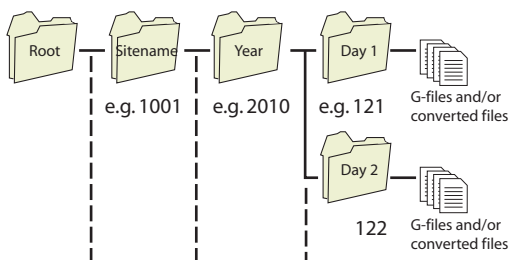 Root
Sitename
Year
Day 1
e.g. 1001
e.g. 2010
e.g. 121
G-files and/or
converted files
Day 2
122
G-files and/or
converted files